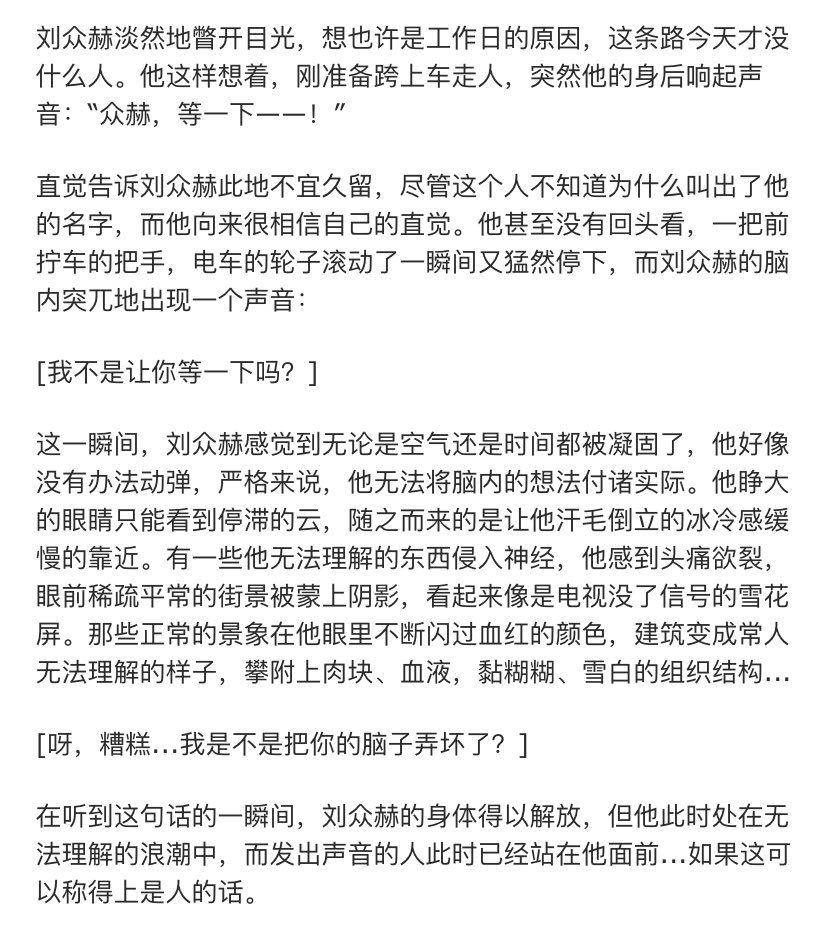 刘众赫淡然地瞥开目光，想也许是工作日的原因，这条路今天才没
什么人。他这样想着，刚准备跨上车走人，突然他的身后响起声
音：“众赫，等一下——！”
直觉告诉刘众赫此地不宜久留，尽管这个人不知道为什么叫出了他
的名字，而他向来很相信自己的直觉。他甚至没有回头看，一把前
拧车的把手，电车的轮子滚动了一瞬间又猛然停下，而刘众赫的脑
内突兀地出现一个声音：
[我不是让你等一下吗？]
这一瞬间，刘众赫感觉到无论是空气还是时间都被凝固了，他好像
没有办法动弹，严格来说，他无法将脑内的想法付诸实际。他睁大
的眼睛只能看到停滞的云，随之而来的是让他汗毛倒立的冰冷感缓
慢的靠近。有一些他无法理解的东西侵入神经，他感到头痛欲裂，
眼前稀疏平常的街景被蒙上阴影，看起来像是电视没了信号的雪花
屏。那些正常的景象在他眼里不断闪过血红的颜色，建筑变成常人
无法理解的样子，攀附上肉块、血液，黏糊糊、雪白的组织结构…
[呀，糟糕…我是不是把你的脑子弄坏了？]
在听到这句话的一瞬间，刘众赫的身体得以解放，但他此时处在无
法理解的浪潮中，而发出声音的人此时已经站在他面前…如果这可
以称得上是人的话。